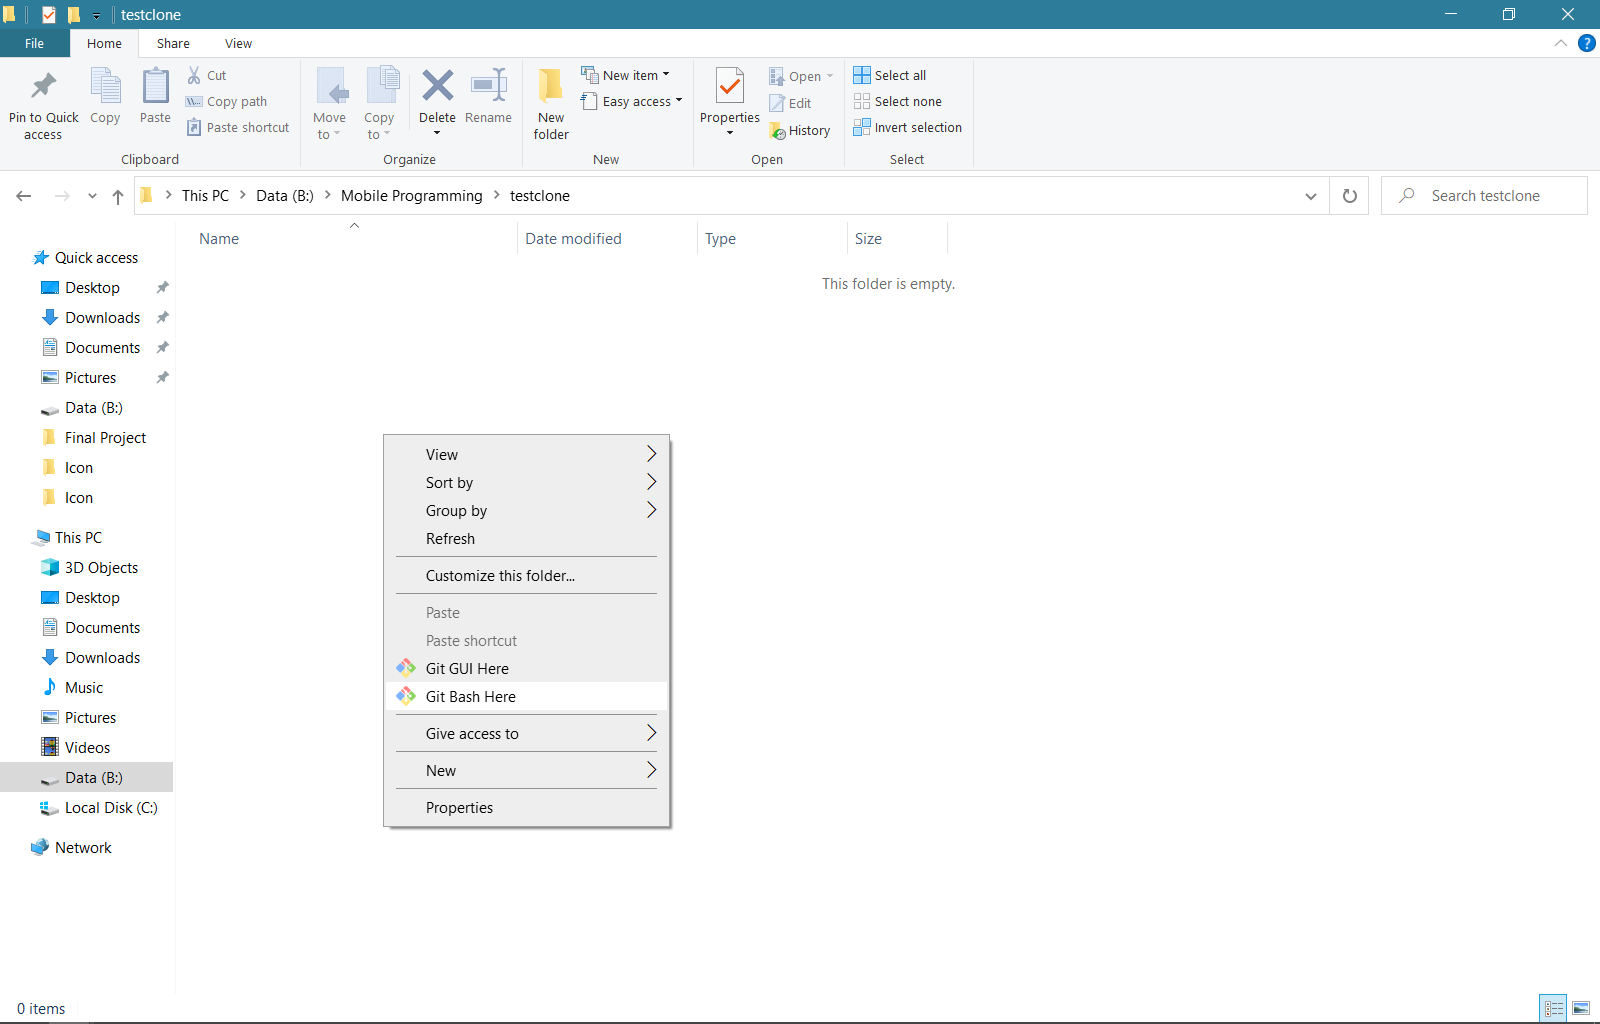 testclone
File Home Share View
Pin to Quick access
Copy
Paste
Cut
Copy path
Paste shortcut
Clipboard
Move to
Copy to
Delete
Rename
Organize
New folder
New item
Easy access
New
Properties
Open
Edit
History
Open
Select all
Select none
Invert selection
Select
This PC Data (B:) Mobile Programming testclone
Search testclone
Name Date modified Type Size
This folder is empty.
Quick access
Desktop
Downloads
Documents
Pictures
Data (B:)
Final Project
Icon
Icon
This PC
3D Objects
Desktop
Documents
Downloads
Music
Pictures
Videos
Data (B:)
Local Disk (C:)
Network
View
Sort by
Group by
Refresh
Customize this folder...
Paste
Paste shortcut
Git GUI Here
Git Bash Here
Give access to
New
Properties
0 items